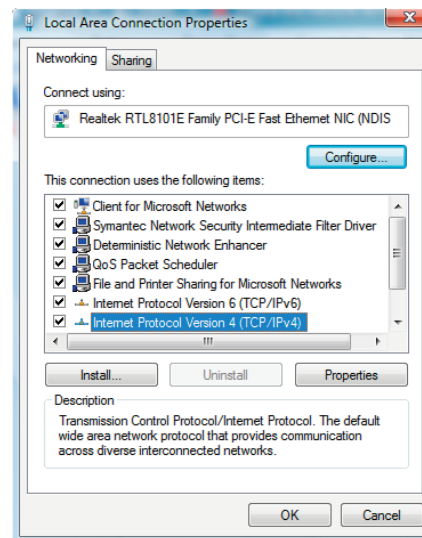 Local Area Connection Properties
Networking
Sharing
Connect using:
Realtek RTL8101E Family PCI-E Fast Ethernet NIC (NDIS
Configure...
This connection uses the following items:
Client for Microsoft Networks
Symantec Network Security Intermediate Filter Driver
Deterministic Network Enhancer
QoS Packet Scheduler
File and Printer Sharing for Microsoft Networks
Internet Protocol Version 6 (TCP/IPv6)
Internet Protocol Version 4 (TCP/IPv4)
Install...
Uninstall
Properties
Description
Transmission Control Protocol/Internet Protocol. The default
wide area network protocol that provides communication
across diverse interconnected networks.
OK
Cancel